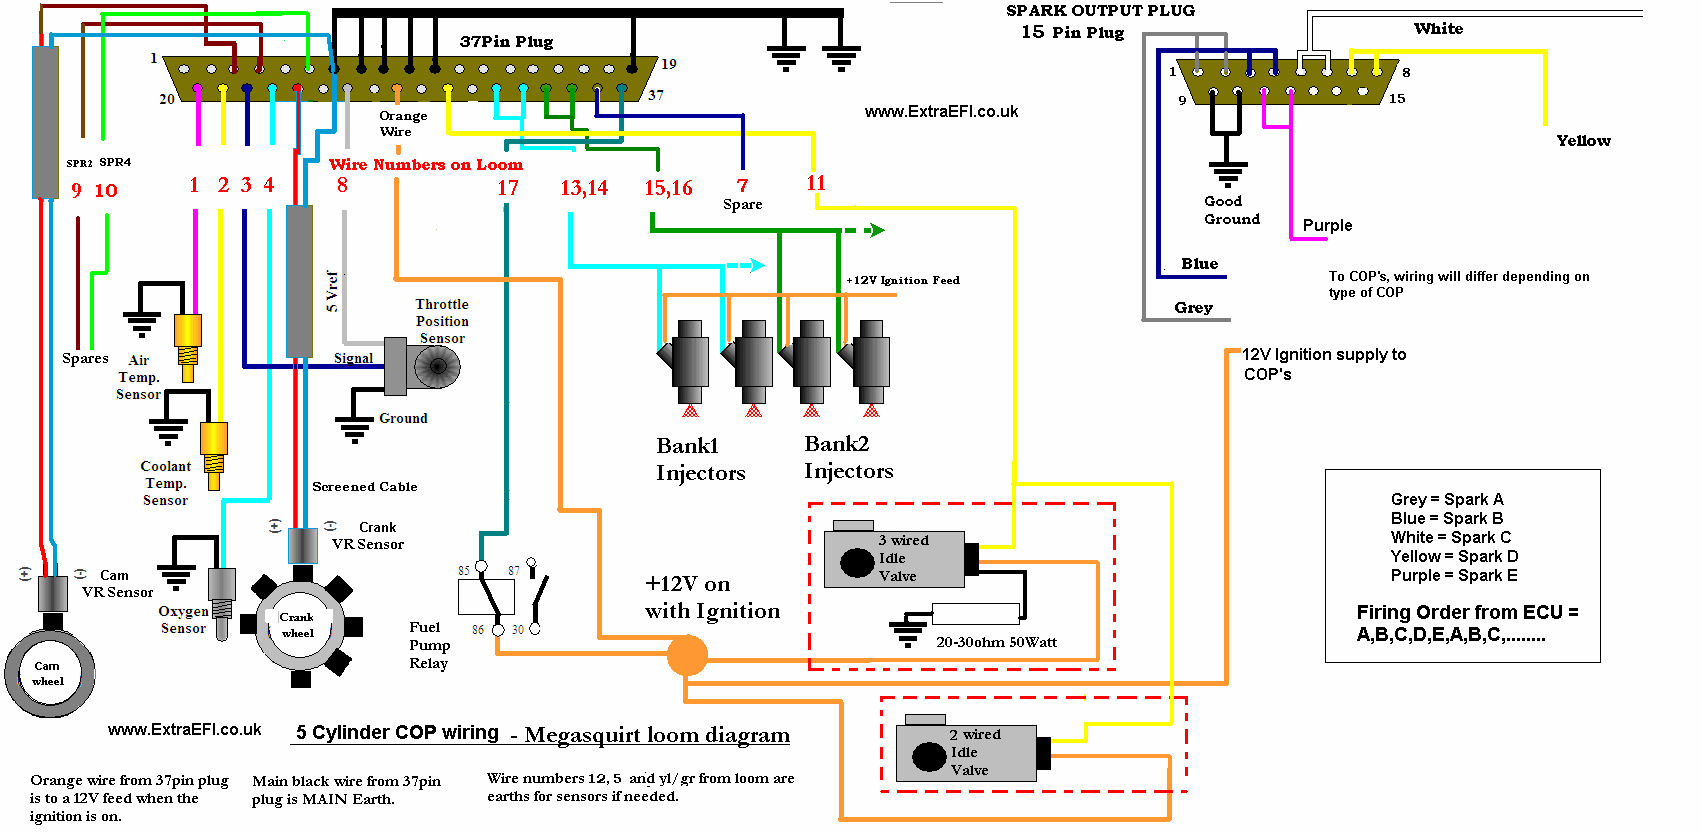 SPARK OUTPUT PLUG
15 Pin Plug
White
37Pin Plug
1
19
20
37
1
8
9
15
www.ExtraEFI.co.uk
Orange
Wire
Yellow
SPR2
SPR4
Wire Numbers on Loom
9
10
1
2
3
4
8
17
13,14
15,16
7
11
Spare
Good
Ground
Purple
Blue
Grey
To COP's, wiring will differ depending on
type of COP
+12V Ignition Feed
5 Vref
Throttle
Position
Sensor
Signal
Ground
Spares
Air
Temp.
Sensor
12V Ignition supply to
COP's
Bank1
Injectors
Bank2
Injectors
Coolant
Temp.
Sensor
Screened Cable
(+)
(-)
Crank
VR Sensor
Grey = Spark A
Blue = Spark B
White = Spark C
Yellow = Spark D
Purple = Spark E
Firing Order from ECU =
A,B,C,D,E,A,B,C,........
3 wired
Idle
Valve
20-30ohm 50Watt
(+)
(-)
Cam
VR Sensor
Oxygen
Sensor
Crank
wheel
85
87
86
30
Fuel
Pump
Relay
+12V on
with Ignition
Cam
wheel
2 wired
Idle
Valve
www.ExtraEFI.co.uk
5 Cylinder COP wiring - Megasquirt loom diagram
Orange wire from 37pin plug
is to a 12V feed when the
ignition is on.
Main black wire from 37pin
plug is MAIN Earth.
Wire numbers 12, 5 and yl/gr from loom are
earths for sensors if needed.